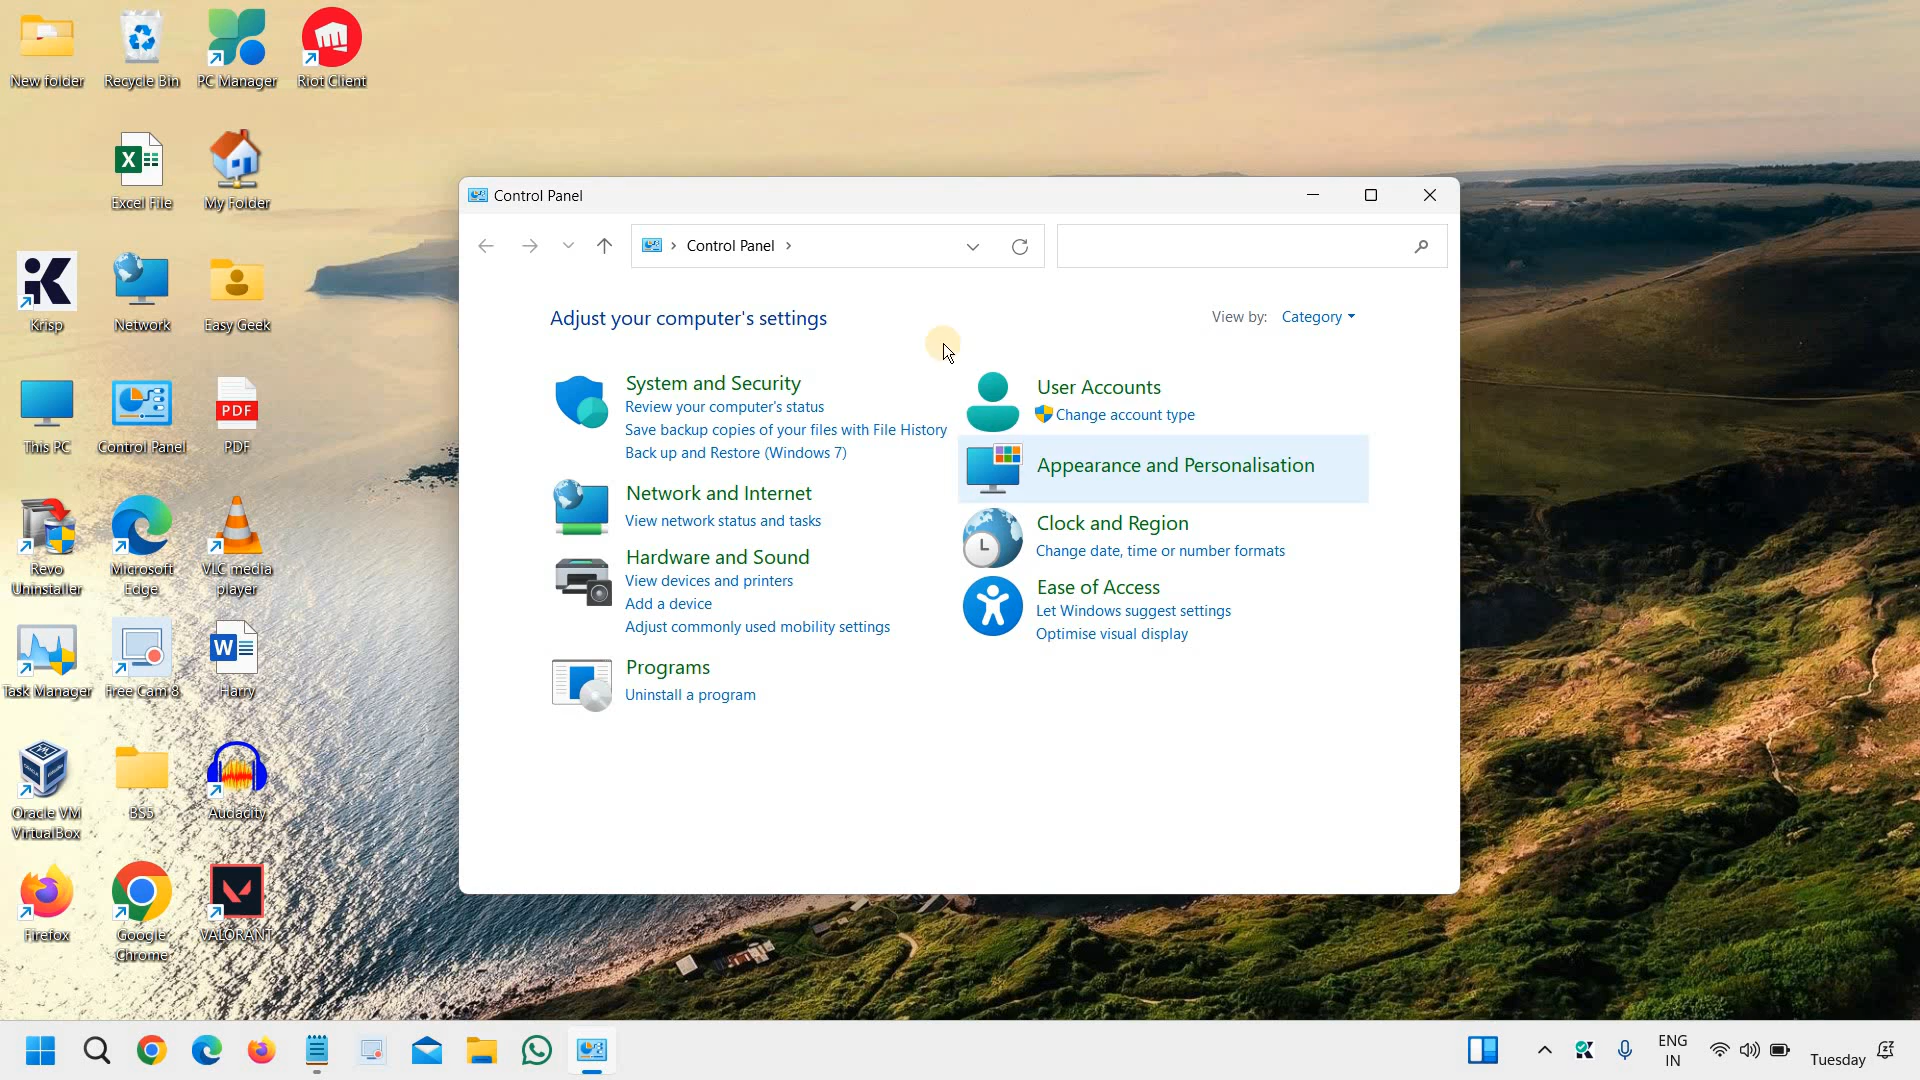 New folder
Recycle Bin
PC Manager
Riot Client
Excel File
My Folder
Krisp
Network
Easy Geek
This PC
Control Panel
PDF
PDF
Revo
Uninstaller
Microsoft
Edge
VLC media
player
Task Manager
Free Cam 8
Harry
Oracle VM
VirtualBox
BS5
Audacity
Firefox
Google
Chrome
VALORANT
Control Panel
Control Panel
Adjust your computer's settings
View by: Category
System and Security
Review your computer's status
Save backup copies of your files with File History
Back up and Restore (Windows 7)
Network and Internet
View network status and tasks
Hardware and Sound
View devices and printers
Add a device
Adjust commonly used mobility settings
Programs
Uninstall a program
User Accounts
Change account type
Appearance and Personalisation
Clock and Region
Change date, time or number formats
Ease of Access
Let Windows suggest settings
Optimise visual display
ENG
IN
Tuesday